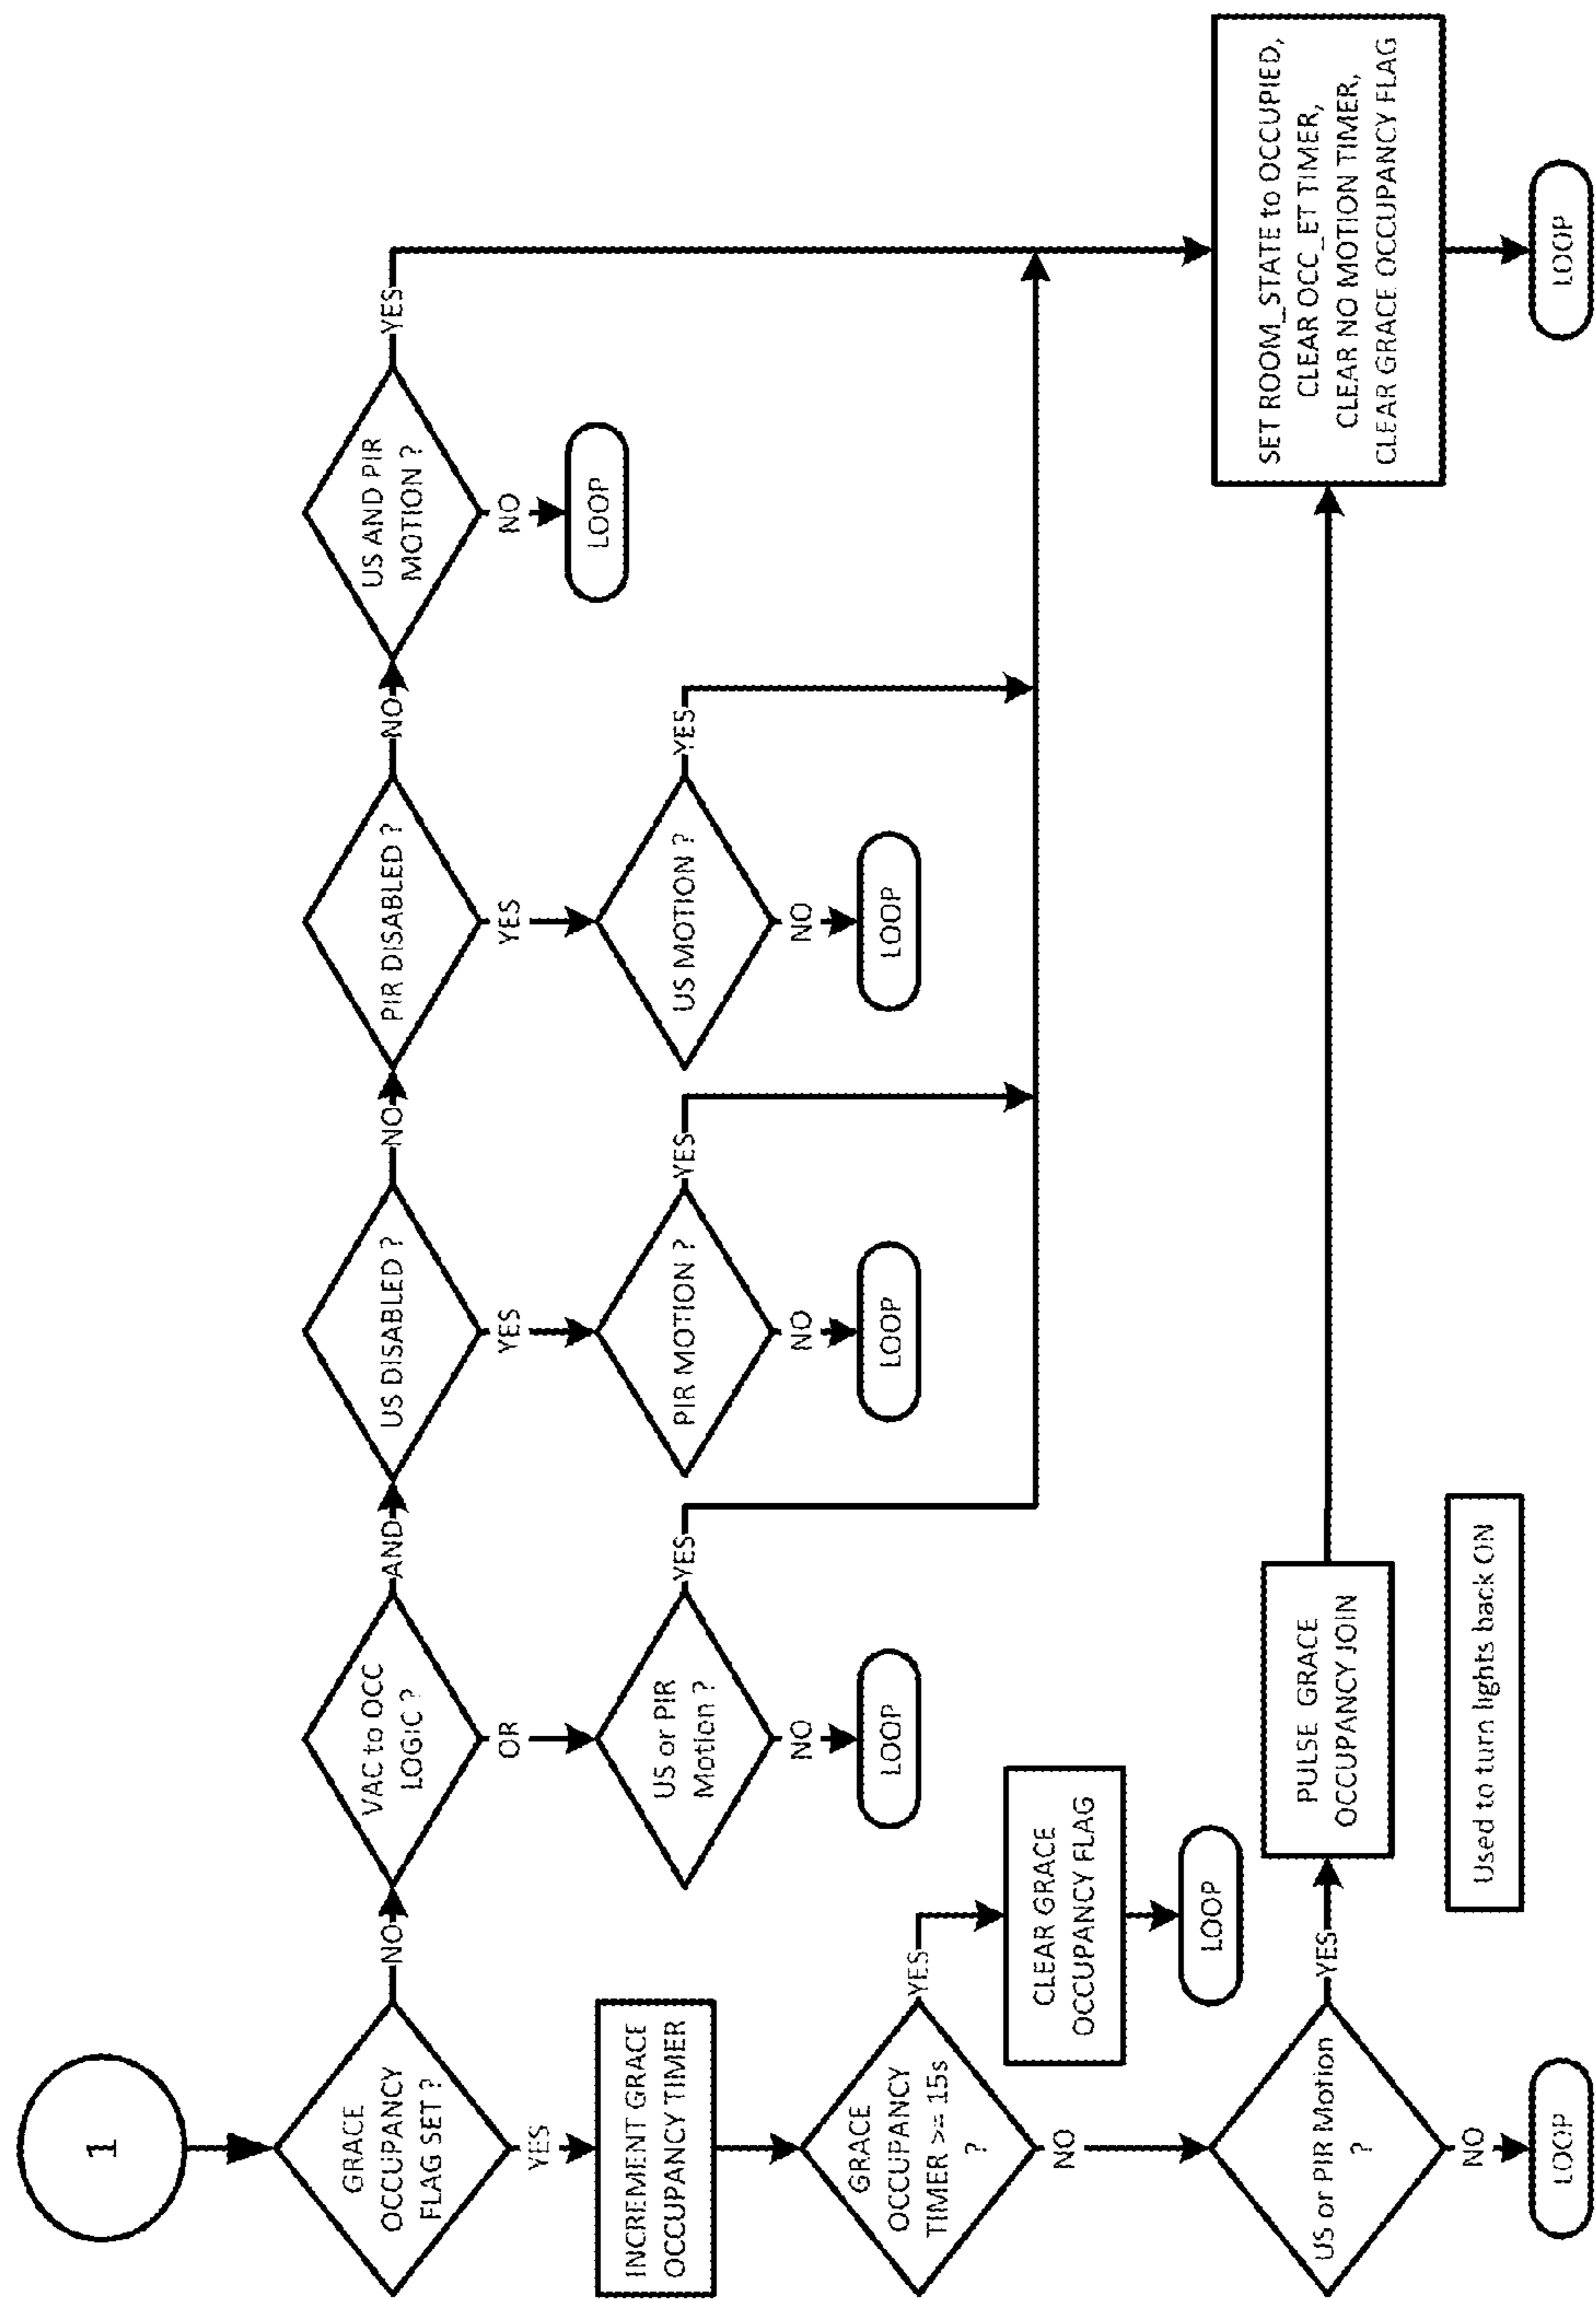 1
GRACE
OCCUPANCY
FLAG SET ?
NO
VAC to OCC
LOGIC ?
AND
US DISABLED ?
NO
PIR DISABLED ?
NO
US AND PIR
MOTION ?
YES
YES
OR
YES
YES
NO
INCREMENT GRACE
OCCUPANCY TIMER
US or PIR
Motion ?
YES
PIR MOTION ?
YES
US MOTION ?
YES
LOOP
NO
NO
NO
LOOP
LOOP
LOOP
GRACE
OCCUPANCY
TIMER >= 15s
?
YES
CLEAR GRACE
OCCUPANCY FLAG
LOOP
NO
US or PIR Motion
?
YES
PULSE GRACE
OCCUPANCY JOIN
SET ROOM_STATE to OCCUPIED,
CLEAR OCC_ET TIMER,
CLEAR NO MOTION TIMER,
CLEAR GRACE OCCUPANCY FLAG
NO
LOOP
Used to turn lights back ON
LOOP